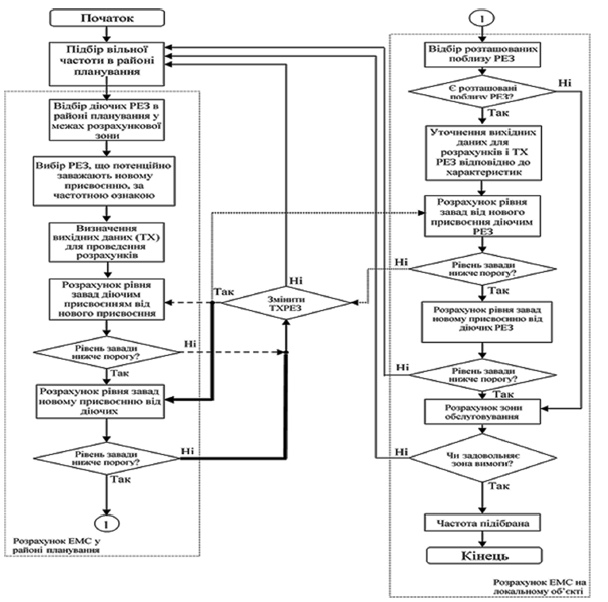 Початок
Підбір вільної
частоти в районі
планування
Відбір діючих РЕЗ в
районі планування у
межах розрахункової
зони
Вибір РЕЗ, що потенційно
заважають новому
присвоєнню, за
частотною ознакою
Визначення
вихідних даних (ТХ)
для проведення
розрахунків
Розрахунок рівня
завад діючим
присвоєнням від
нового присвоєння
Рівень завади
нижче порогу?
Ні
Так
Розрахунок рівня завад
новому присвоєнню від
діючих
Рівень завади
нижче порогу?
Ні
Так
1
Розрахунок ЕМС у
районі планування
Ні
Так
Змінити
ТХРЕЗ
1
Відбір розташованих
поблизу РЕЗ
Є розташовані
поблизу РЕЗ?
Ні
Так
Уточнення вихідних
даних для
розрахунків її ТХ
РЕЗ відповідно до
характеристик
Розрахунок рівня
завад від нового
присвоєння діючим
РЕЗ
Ні
Рівень завади
нижче порогу?
Так
Розрахунок рівня завад
новому присвоєнню від
діючих РЕЗ
Ні
Рівень завади
нижче порогу?
Так
Розрахунок зони
обслуговування
Ні
Чи задовольняє
зона вимоги?
Так
Частота підібрана
Кінець
Розрахунок ЕМС на
локальному об’єкті